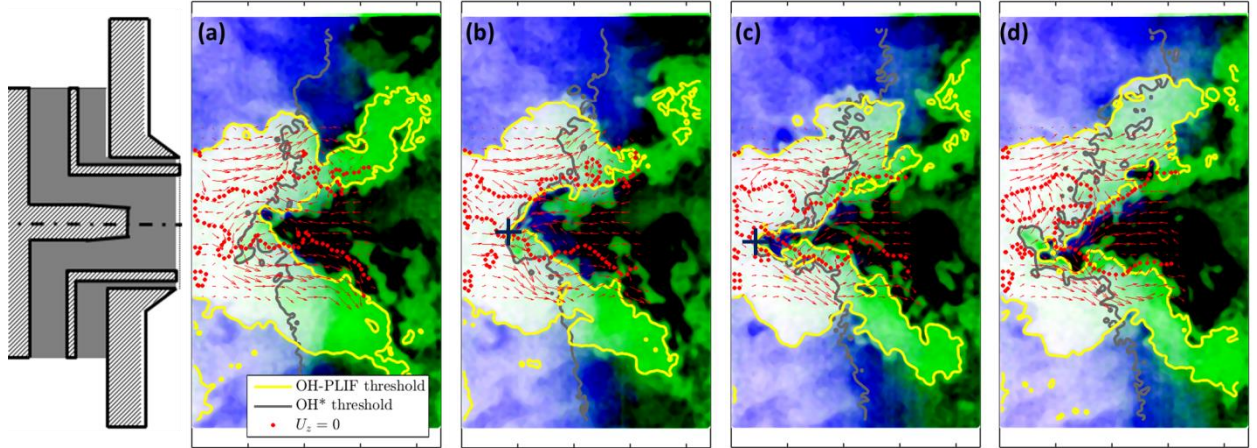 (a)
(b)
(c)
(d)
OH-PLIF threshold
OH* threshold
U_z = 0